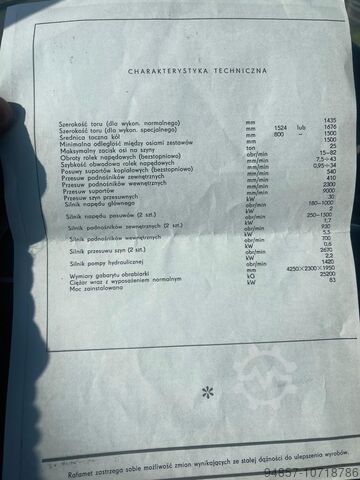 CHARAKTERYSTYKA TECHNICZNA
Szerokość toru (dla wykon. normalnego) mm 1435
Szerokość toru (dla wykon. specjalnego) mm 1524 lub 1676
Średnica toczna kół mm 800 – 1500
Minimalna odległość między osiami zestawów mm 1500
Maksymalny zacisk osi na szyny ton 25
Obroty rolek napędowych (bezstopniowo) obr/min 15–82
Szybkość obwodowa rolek napędowych mm/min 7,5–43
Posuwy suportów kopiałowych (bezstopniowo) mm/min 0,95–34
Przesuw podnośników zewnętrznych mm/min 540
Przesuw podnośników wewnętrznych mm/min 410
Przesuw suportów mm/min 2300
Przesuw szyn przesuwnych mm/min 9000
Silnik napędu głównego kW 30
obr/min 180–1000
Silnik napędu posuwów (2 szt.) kW 2
obr/min 250–1500
Silnik podnośników zewnętrznych (2 szt.) kW 1,7
obr/min 930
Silnik podnośników wewnętrznych kW 5,5
obr/min 700
Silnik przesuwu szyn (2 szt.) kW 0,6
obr/min 2670
Silnik pompy hydraulicznej kW 2,2
obr/min 1420
Wymiary gabarytu obrabiarki mm 4250×2300×1950
Ciężar wraz z wyposażeniem normalnym kG 25200
Moc zainstalowana kW 63
*
Rafamet zastrzega sobie możliwość zmian wynikających ze stałej dążności do ulepszenia wyrobów.
94657-10718786